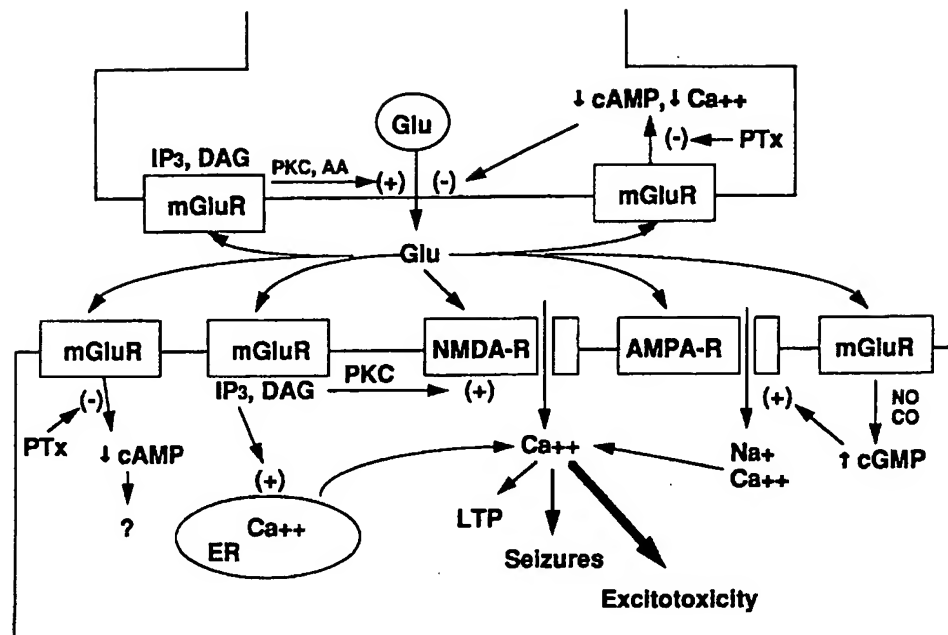 Glu
↓ cAMP, ↓ Ca++
(-)
PTx
IP3, DAG
PKC, AA
(+)
(-)
mGluR
mGluR
Glu
mGluR
mGluR
NMDA-R
AMPA-R
mGluR
IP3, DAG
PKC
(+)
(-)
PTx
↓ cAMP
?
(+)
Ca++
ER
Ca++
LTP
Seizures
Excitotoxicity
Na+
Ca++
(+)
NO
CO
↑ cGMP